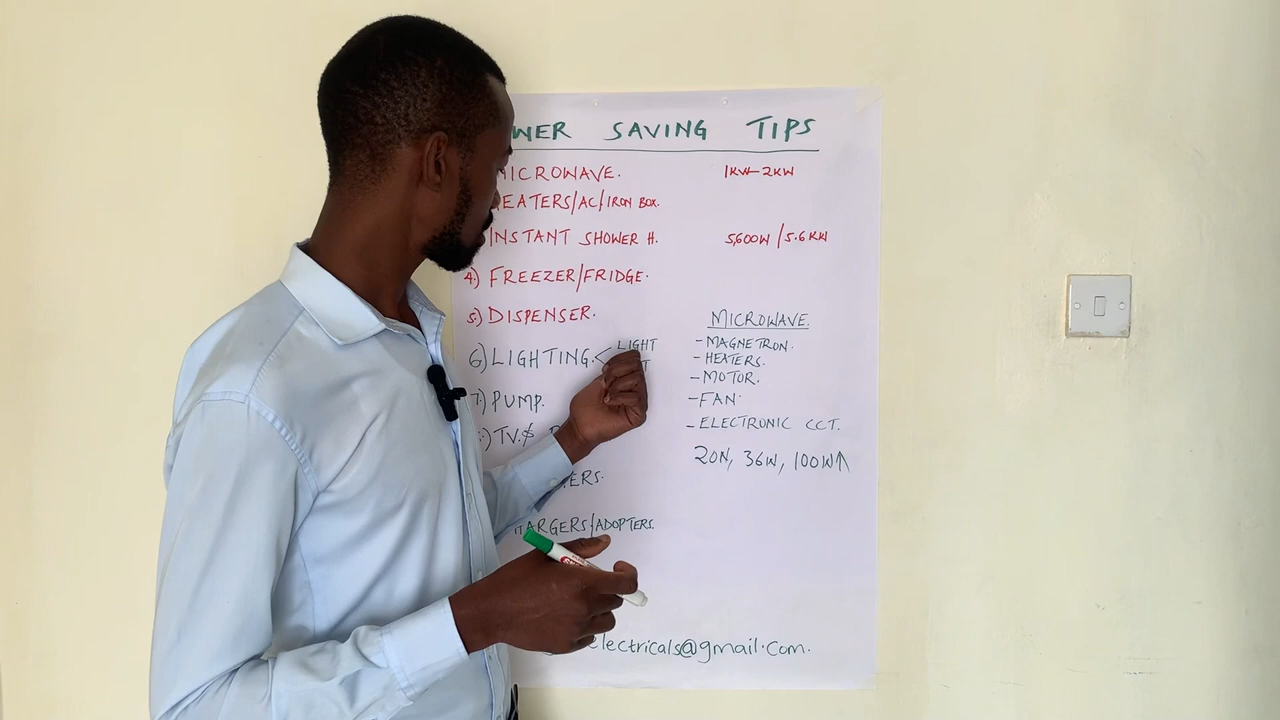 WER SAVING TIPS
MICROWAVE. 1KW-2KW
HEATERS/AC/IRON BOX.
INSTANT SHOWER H. 5,600W/5.6KW
4) FREEZER/FRIDGE.
5) DISPENSER.
6) LIGHTING. < LIGHT
7) PUMP.
TV.$
ERS.
ARGERS/ADOPTERS.
MICROWAVE.
- MAGNETRON.
- HEATERS.
- MOTOR.
- FAN.
- ELECTRONIC CCT.
20W, 36W, 100W↑
electricals@gmail.com.